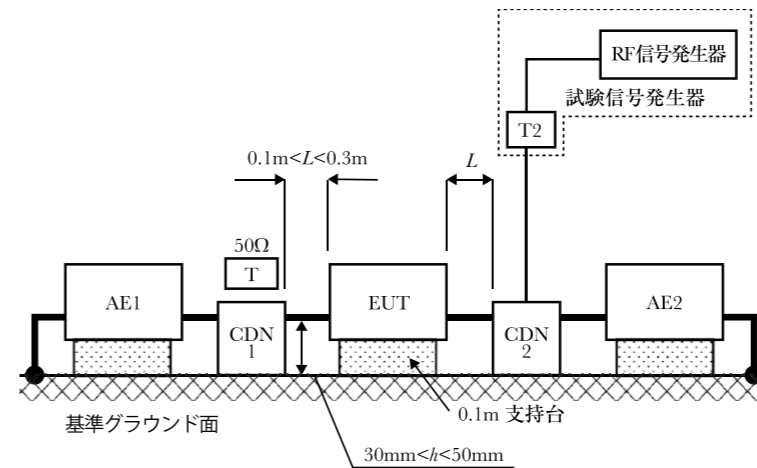 RF信号発生器
試験信号発生器
T2
0.1m<L<0.3m
L
50Ω
T
AE1
CDN
1
EUT
CDN
2
AE2
0.1m 支持台
基準グラウンド面
30mm<h<50mm